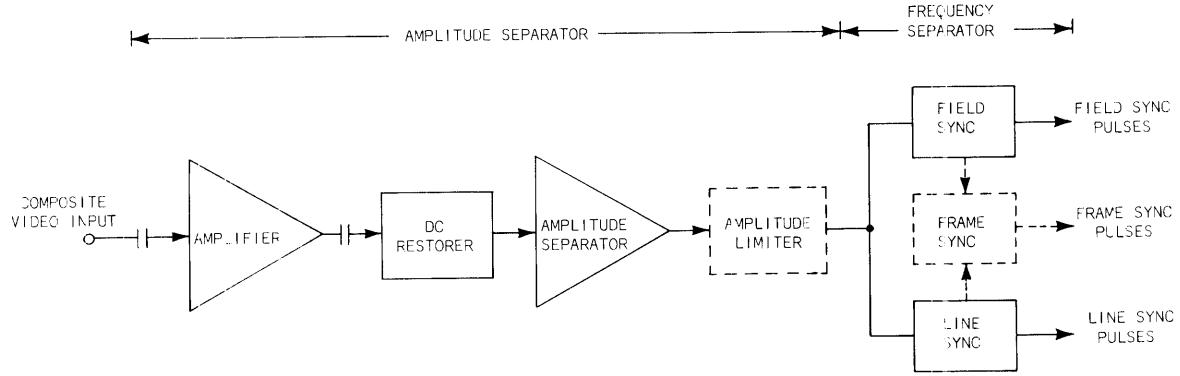 AMPLITUDE SEPARATOR
FREQUENCY
SEPARATOR
COMPOSITE
VIDEO INPUT
AMPLIFIER
DC
RESTORER
AMPLITUDE
SEPARATOR
AMPLITUDE
LIMITER
FIELD
SYNC
FIELD SYNC
PULSES
FRAME
SYNC
FRAME SYNC
PULSES
LINE
SYNC
LINE SYNC
PULSES